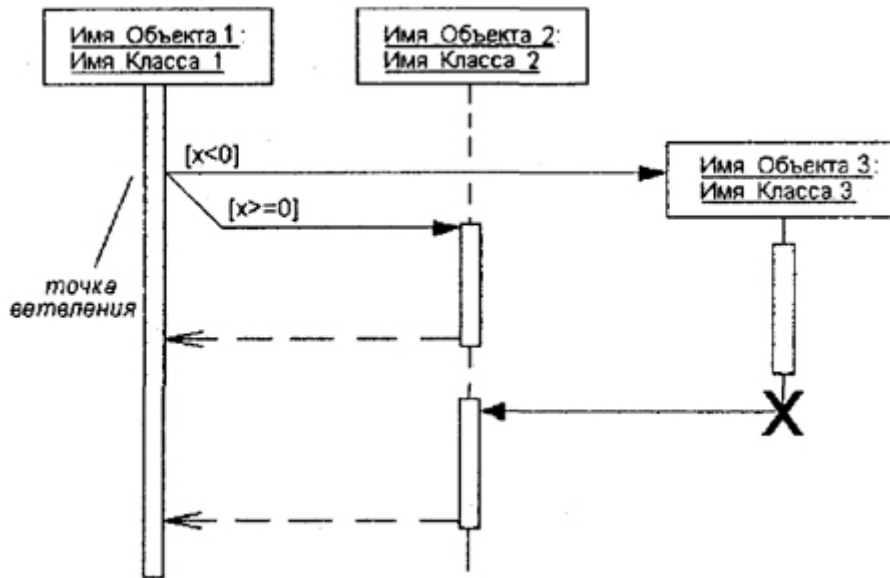 Имя Объекта 1:
Имя Класса 1
Имя Объекта 2:
Имя Класса 2
[x<0]
Имя Объекта 3:
Имя Класса 3
[x>=0]
точка
ветвления